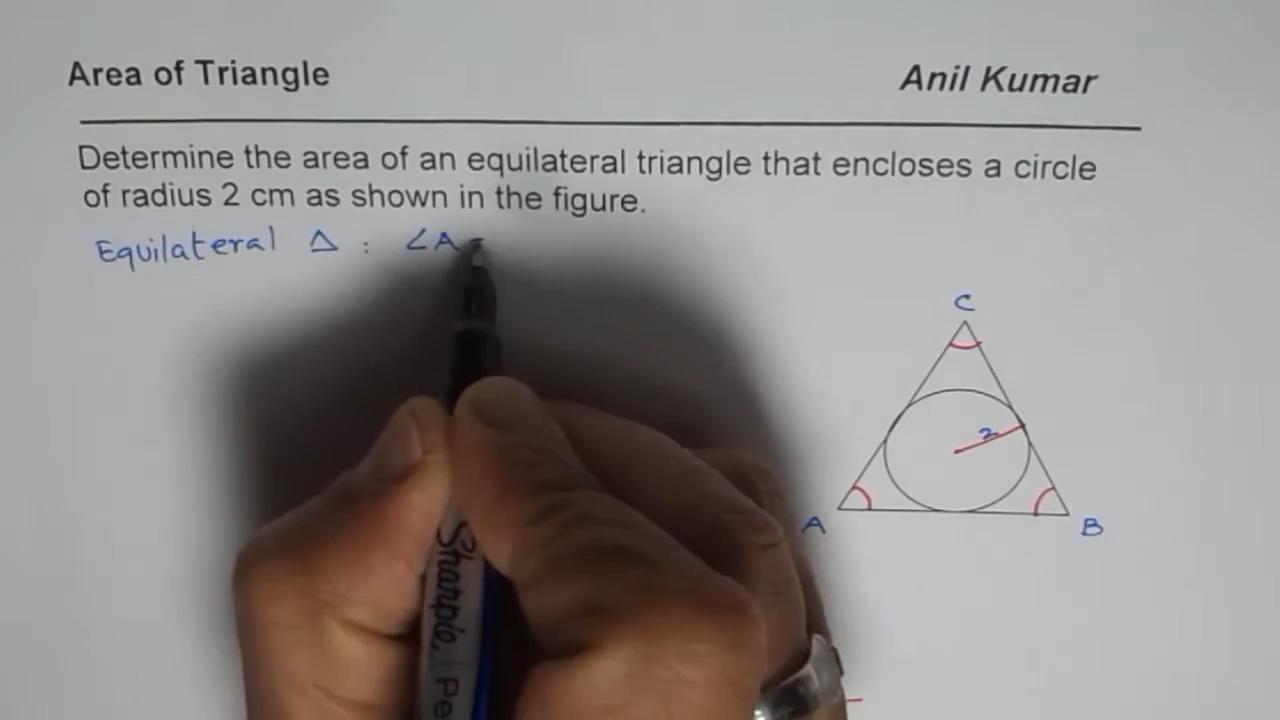 Area of Triangle
Anil Kumar
Determine the area of an equilateral triangle that encloses a circle
of radius 2 cm as shown in the figure.
Equilateral Δ : ∠A =
C
2
A
B
Sharpie
Pe